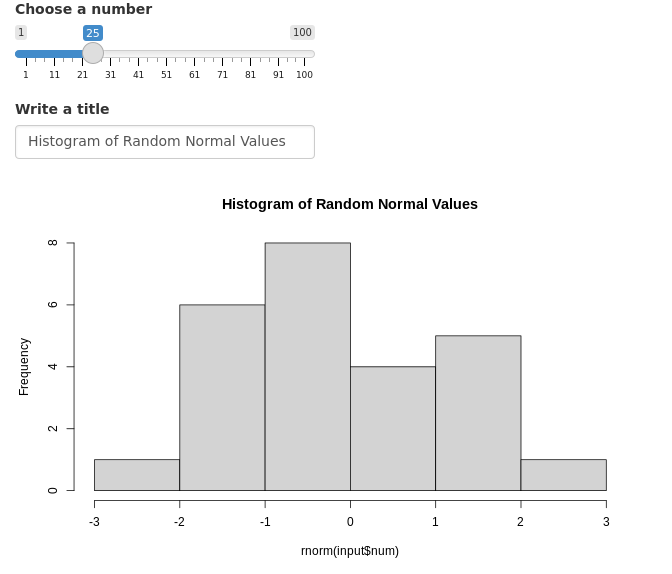 Choose a number
1 25 100
1 11 21 31 41 51 61 71 81 91 100
Write a title
Histogram of Random Normal Values
Histogram of Random Normal Values
8
6
4
2
0
Frequency
-3 -2 -1 0 1 2 3
rnorm(input$num)